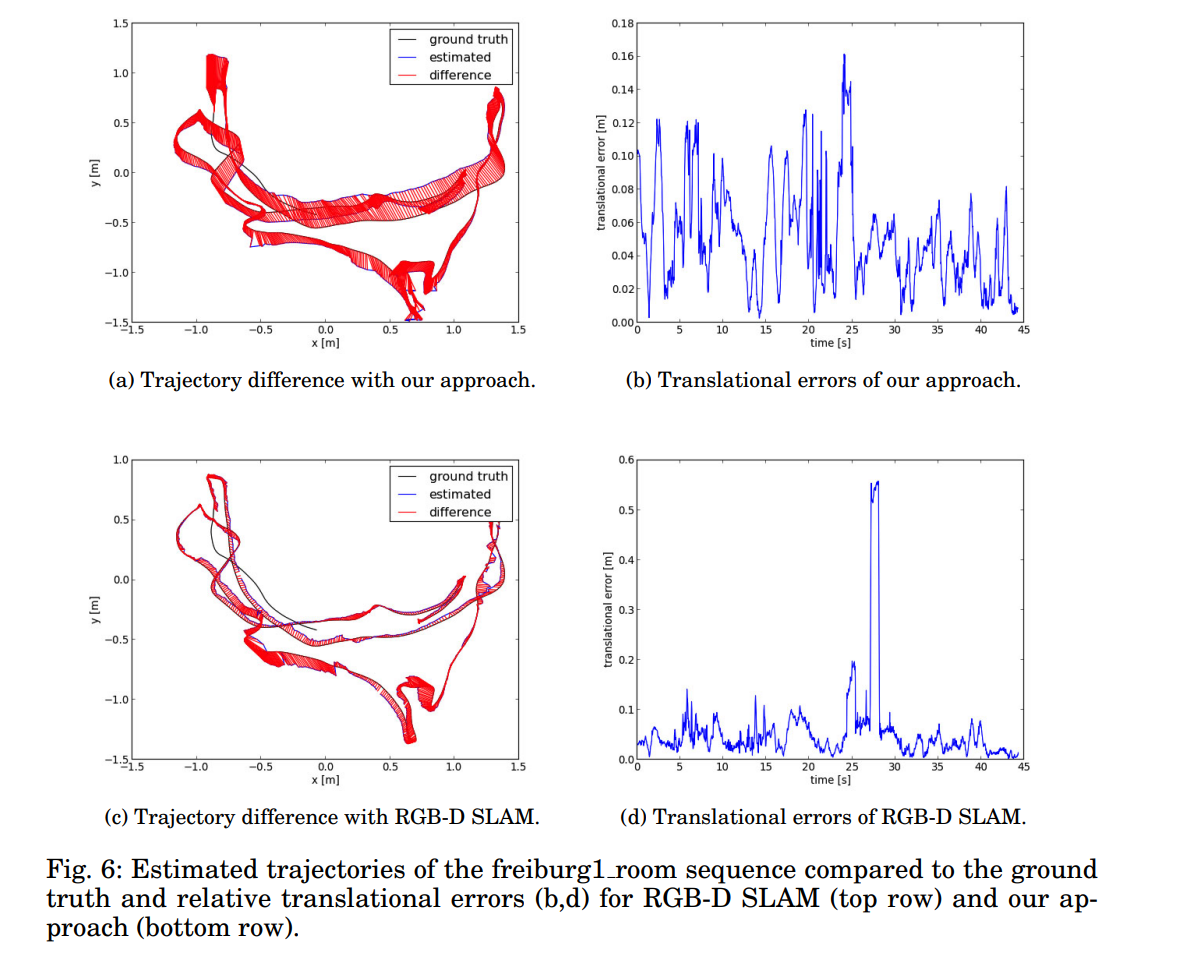 1.5
1.0
0.5
0.0
−0.5
−1.0
−1.5
−1.5 −1.0 −0.5 0.0 0.5 1.0 1.5
x [m]
y [m]
ground truth
estimated
difference
0.18
0.16
0.14
0.12
0.10
0.08
0.06
0.04
0.02
0.00
0 5 10 15 20 25 30 35 40 45
time [s]
translational error [m]
(a) Trajectory difference with our approach.
(b) Translational errors of our approach.
1.0
0.5
0.0
−0.5
−1.0
−1.5
−1.5 −1.0 −0.5 0.0 0.5 1.0 1.5
x [m]
y [m]
ground truth
estimated
difference
0.6
0.5
0.4
0.3
0.2
0.1
0.0
0 5 10 15 20 25 30 35 40 45
time [s]
translational error [m]
(c) Trajectory difference with RGB-D SLAM.
(d) Translational errors of RGB-D SLAM.
Fig. 6: Estimated trajectories of the freiburg1_room sequence compared to the ground
truth and relative translational errors (b,d) for RGB-D SLAM (top row) and our ap-
proach (bottom row).